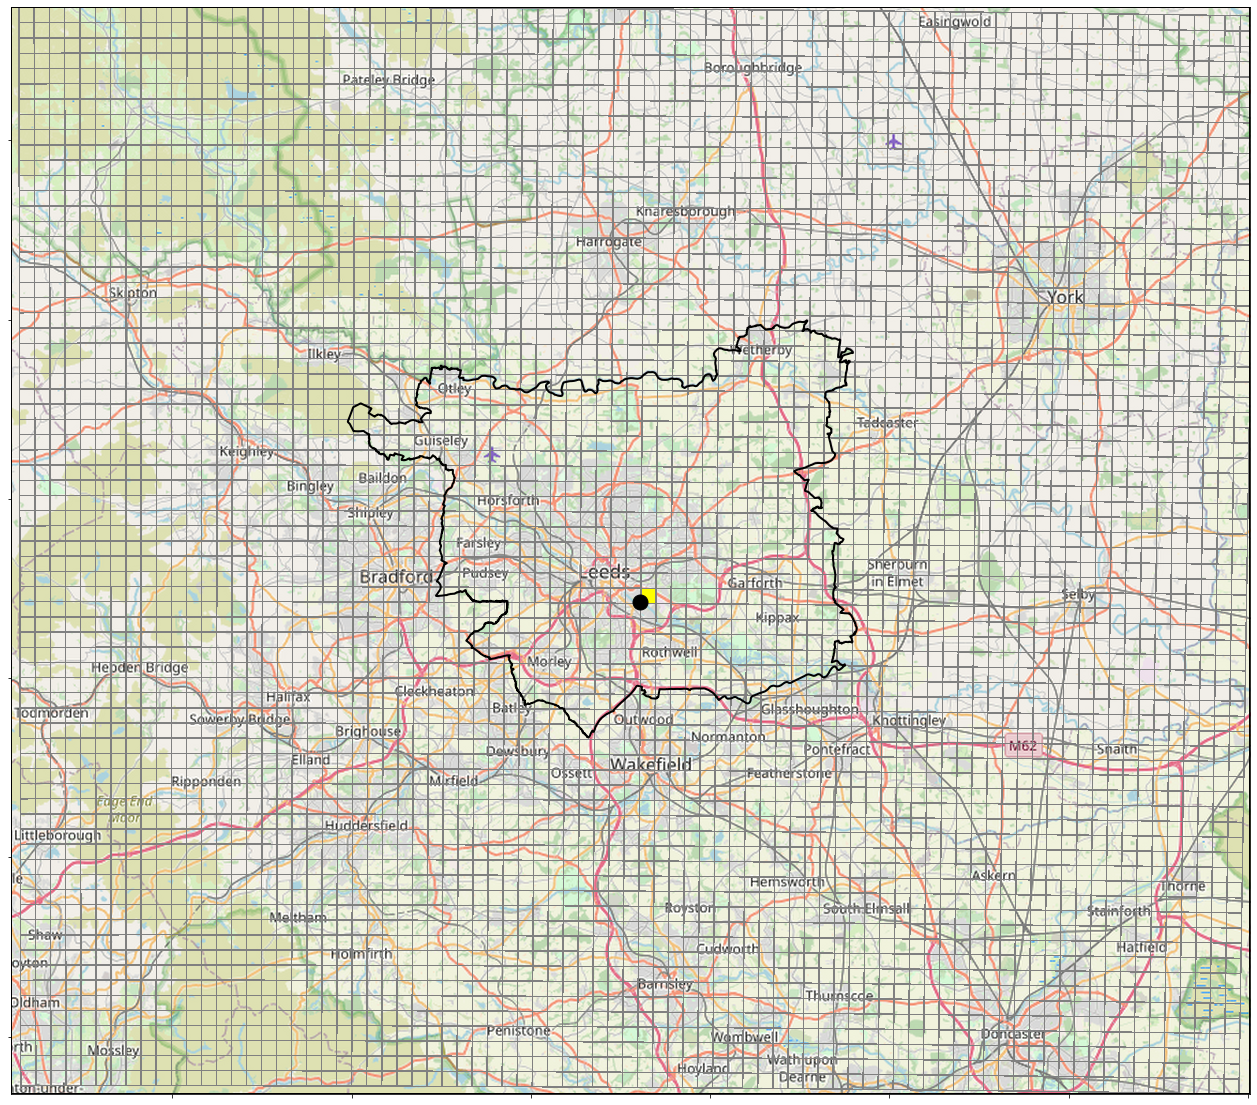 Easingwold
Pateley Bridge
Boroughbridge
Knaresborough
Harrogate
Skipton
York
Ilkley
Wetherby
Otley
Tadcaster
Guiseley
Keighley
Baildon
Bingley
Horsforth
Shipley
Farsley
Leeds
Sherburn
in Elmet
Bradford
Pudsey
Garforth
Selby
Kippax
Rothwell
Hebden Bridge
Morley
Cleckheaton
Halifax
Batley
Glasshoughton
Todmorden
Sowerby Bridge
Outwood
Knottingley
Brighouse
Normanton
M62
Dewsbury
Pontefract
Snaith
Elland
Wakefield
Ripponden
Mirfield
Ossett
Featherstone
Edge End
Moor
Huddersfield
Littleborough
le
Hemsworth
Askern
Thorne
Meltham
Royston
South Elmsall
Stainforth
Shaw
Holmfirth
Cudworth
Hatfield
oyton
Barnsley
Thurnscoe
Oldham
Penistone
Wombwell
Doncaster
rth
Mossley
Hoyland
Wath upon
Dearne
ton-under-